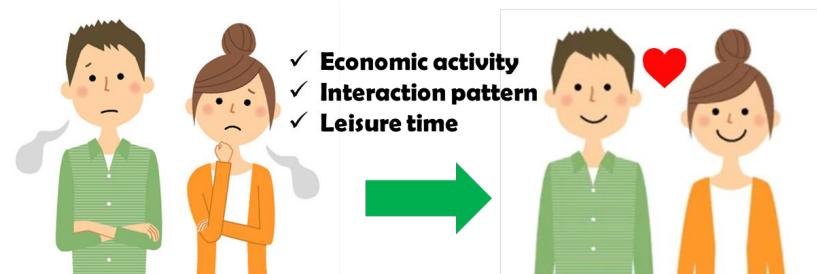 ✓ Economic activity
✓ Interaction pattern
✓ Leisure time